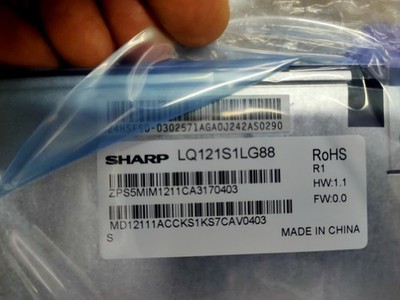 SHARP LQ121S1LG88
RoHS
R1
HW:1.1
FW:0.0
ZPS5MIM1211CA3170403
MD12111ACCKS1KS7CAV0403
S
MADE IN CHINA